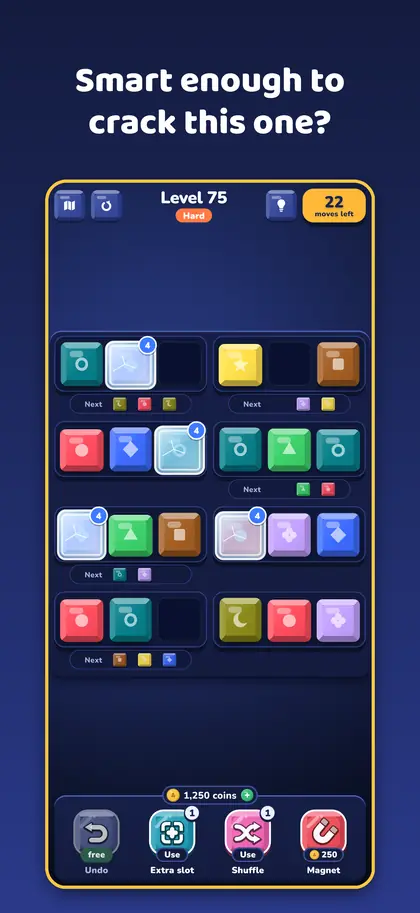 Smart enough to
crack this one?
Level 75
Hard
22
moves left
4
Next
Next
4
Next
4
4
Next
Next
1,250 coins
1
1
free
Use
Use
250
Undo
Extra slot
Shuffle
Magnet